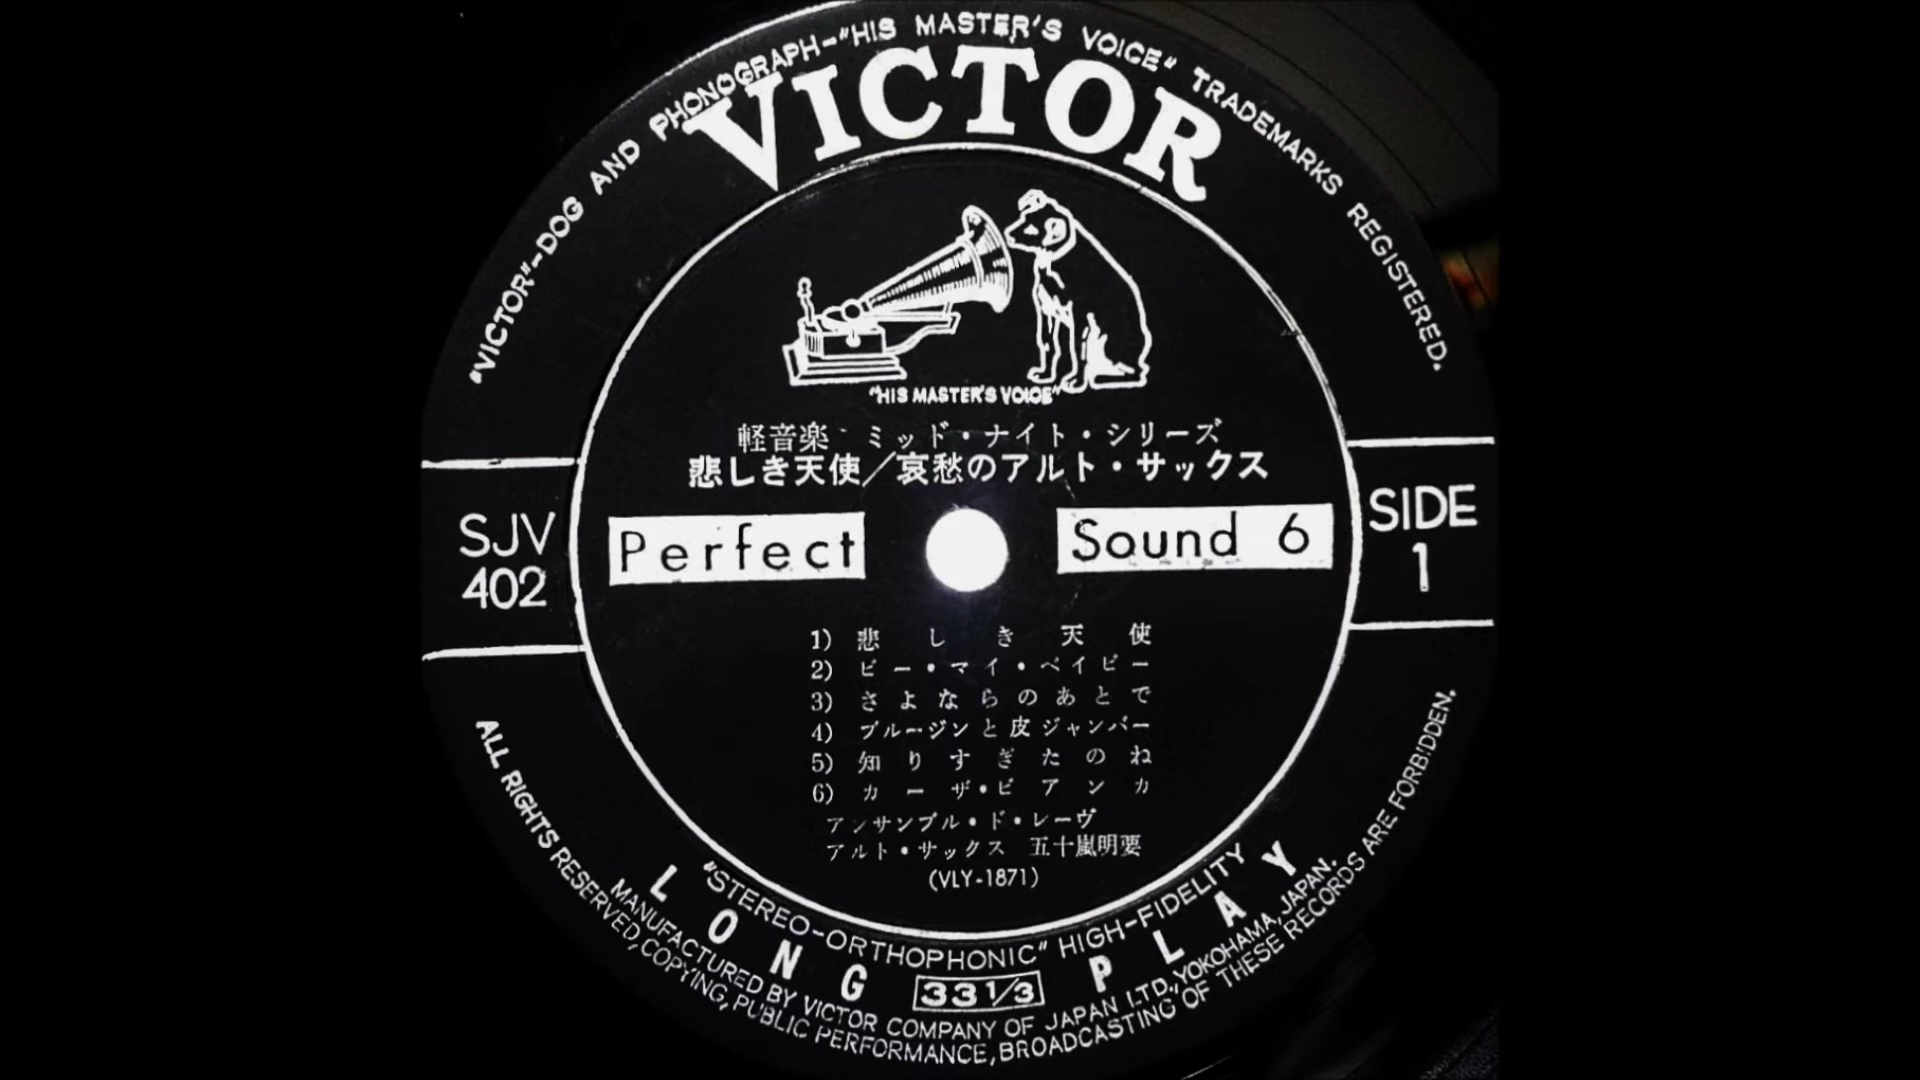 "VICTOR"-DOG AND PHONOGRAPH-"HIS MASTER'S VOICE" TRADEMARKS REGISTERED.
VICTOR
"HIS MASTER'S VOICE"
軽音楽 ミッド・ナイト・シリーズ
悲しき天使／哀愁のアルト・サックス
SJV
402
Perfect Sound 6
SIDE
1
1) 悲しき天使
2) ビー・マイ・ベイビー
3) さよならのあとで
4) ブルージンと皮ジャンパー
5) 知りすぎたのね
6) カーザ・ビアンカ
アンサンブル・ド・レーヴ
アルト・サックス 五十嵐明要
(VLY-1871)
"STEREO-ORTHOPHONIC" HIGH-FIDELITY
LONG 33 1/3 PLAY
MANUFACTURED BY VICTOR COMPANY OF JAPAN LTD., YOKOHAMA, JAPAN.
ALL RIGHTS RESERVED, COPYING, PUBLIC PERFORMANCE, BROADCASTING OF THESE RECORDS ARE FORBIDDEN.